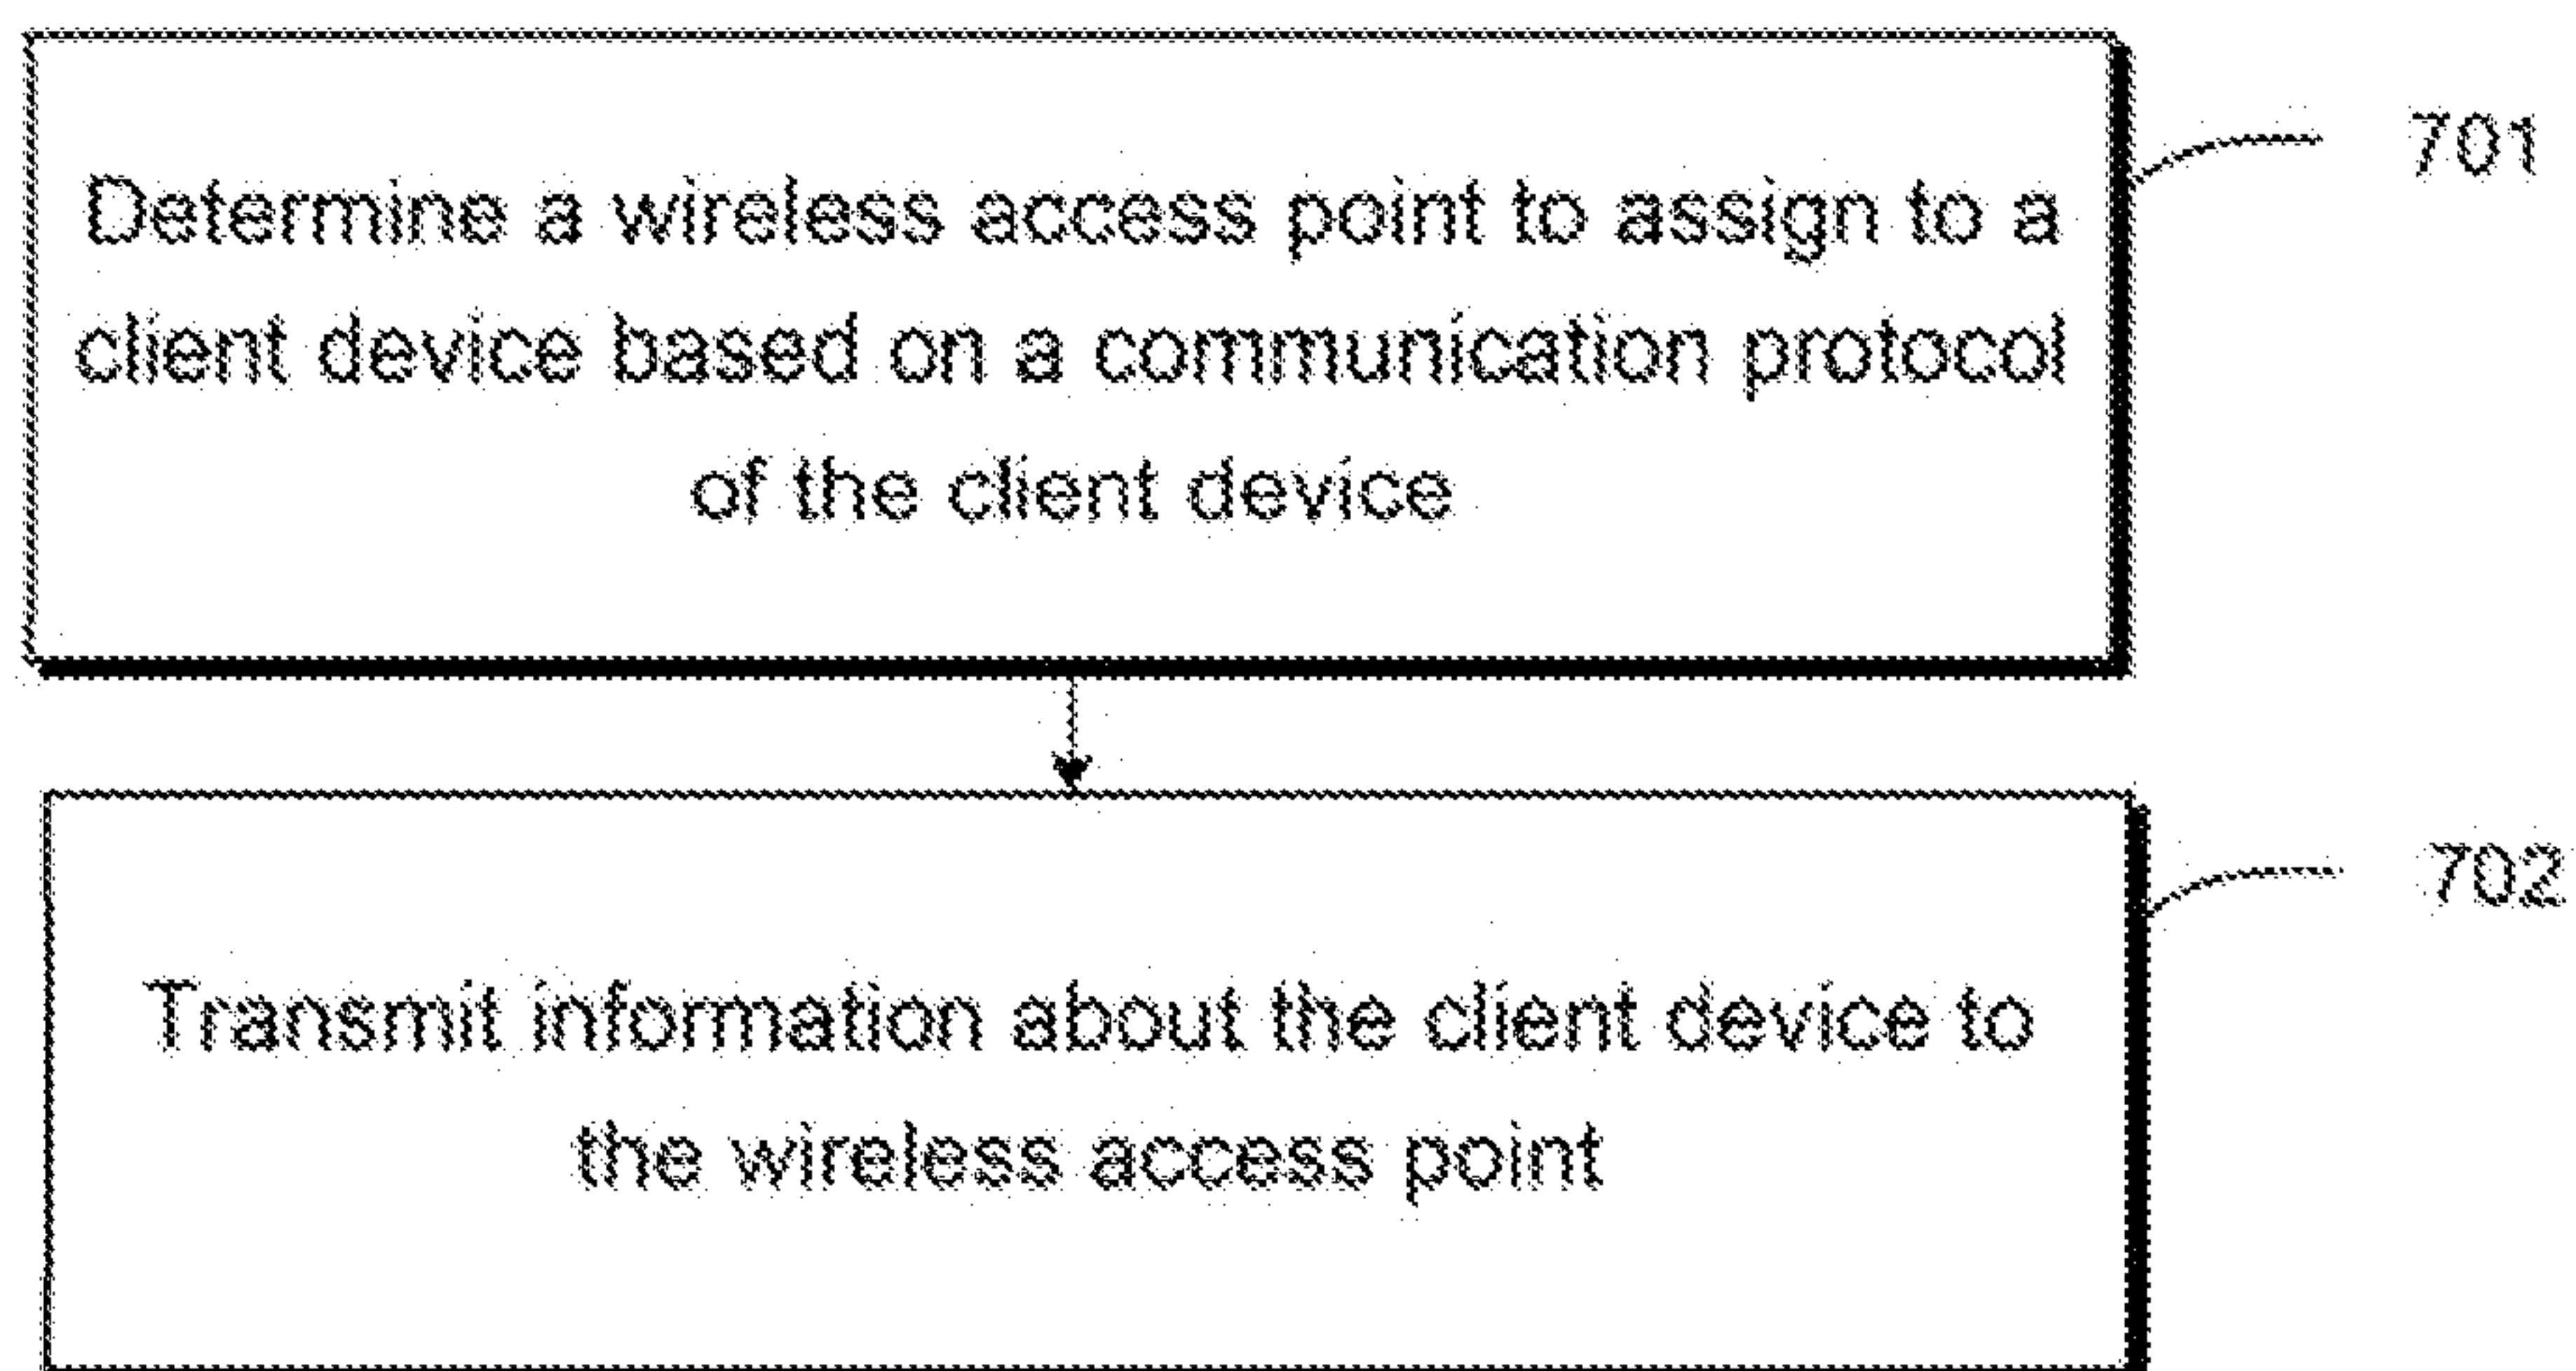 701
Determine a wireless access point to assign to a
client device based on a communication protocol
of the client device
702
Transmit information about the client device to
the wireless access point